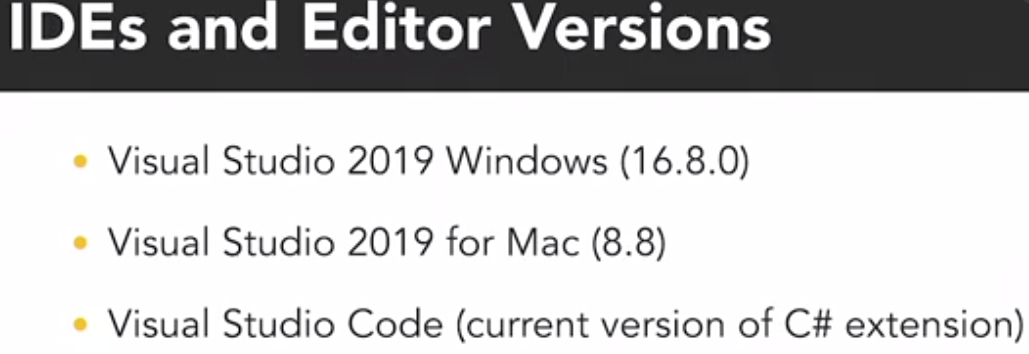 IDEs and Editor Versions
• Visual Studio 2019 Windows (16.8.0)
• Visual Studio 2019 for Mac (8.8)
• Visual Studio Code (current version of C# extension)